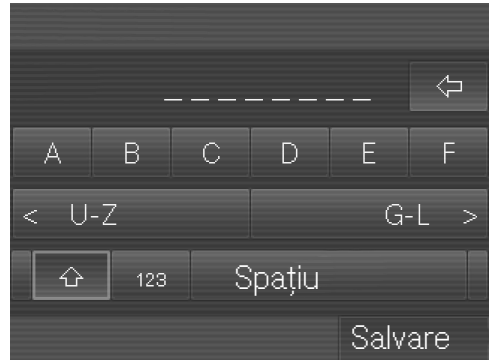 _ _ _ _ _ _ _ _
A B C D E F
< U-Z G-L >
123 Spațiu
Salvare